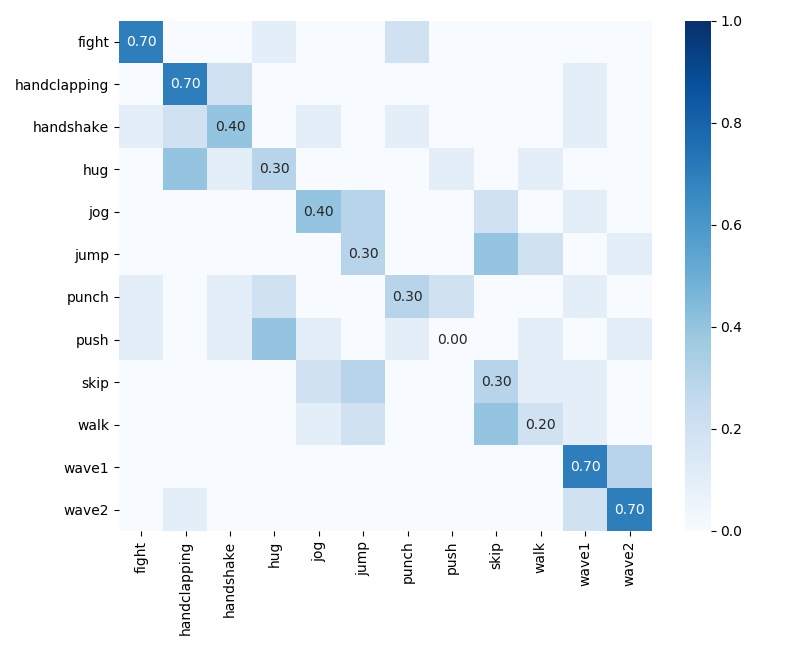 fight 0.70
handclapping 0.70
handshake 0.40
hug 0.30
jog 0.40
jump 0.30
punch 0.30
push 0.00
skip 0.30
walk 0.20
wave1 0.70
wave2 0.70
fight handclapping handshake hug jog jump punch push skip walk wave1 wave2
1.0
0.8
0.6
0.4
0.2
0.0